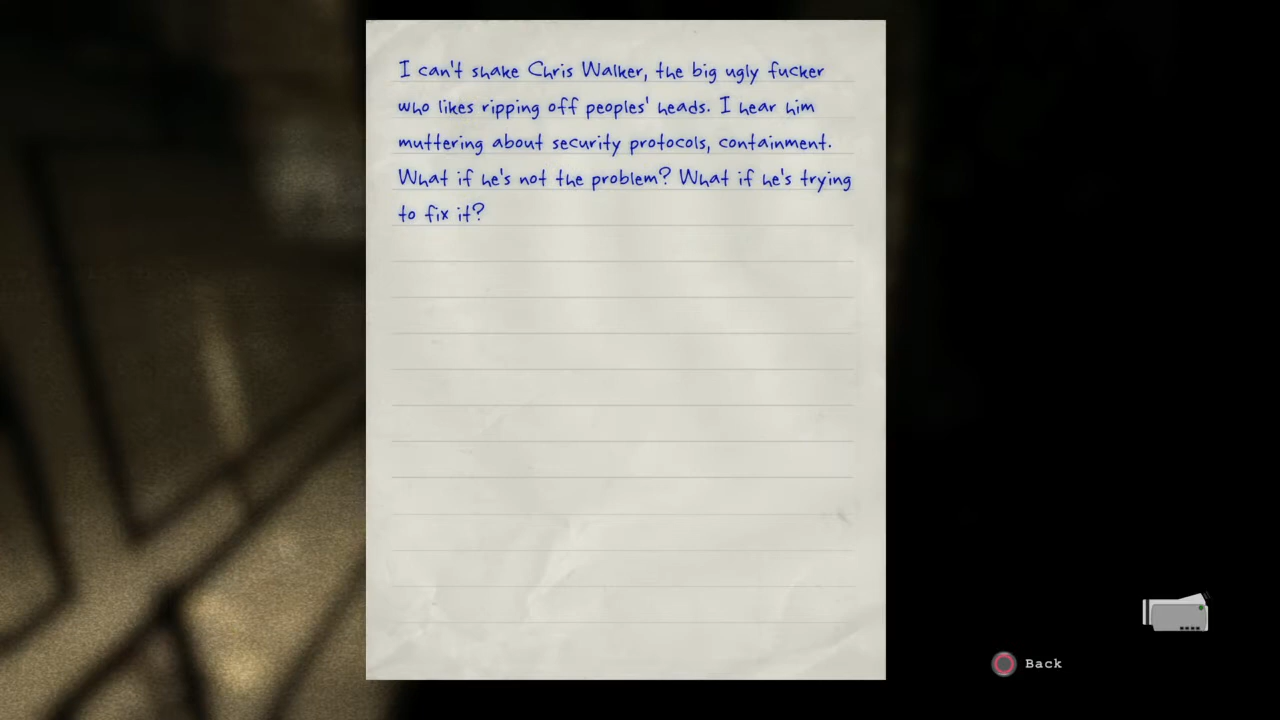 I can't shake Chris Walker, the big ugly fucker
who likes ripping off peoples' heads. I hear him
muttering about security protocols, containment.
What if he's not the problem? What if he's trying
to fix it?
Back